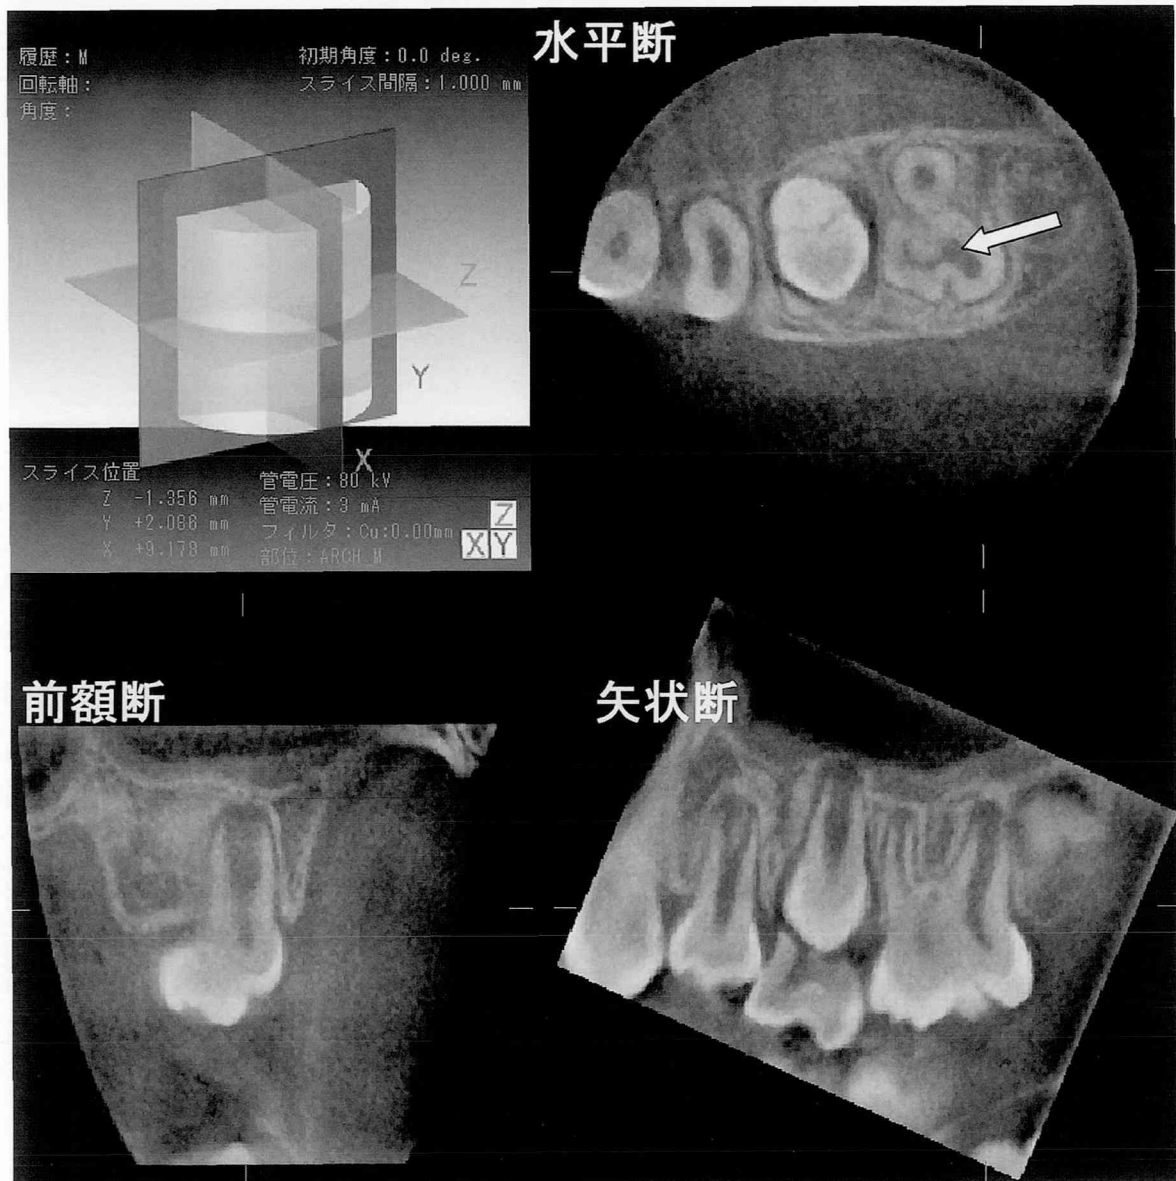 水平断
履歴：M
初期角度：0.0 deg.
回転軸：
スライス間隔：1.000 mm
角度：
Z
Y
X
スライス位置
Z -1.356 mm
Y +2.086 mm
X +9.178 mm
管電圧：80 kV
管電流：3 mA
フィルタ：Cu:0.00mm
部位：ARCH_M
Z
X Y
前額断
矢状断